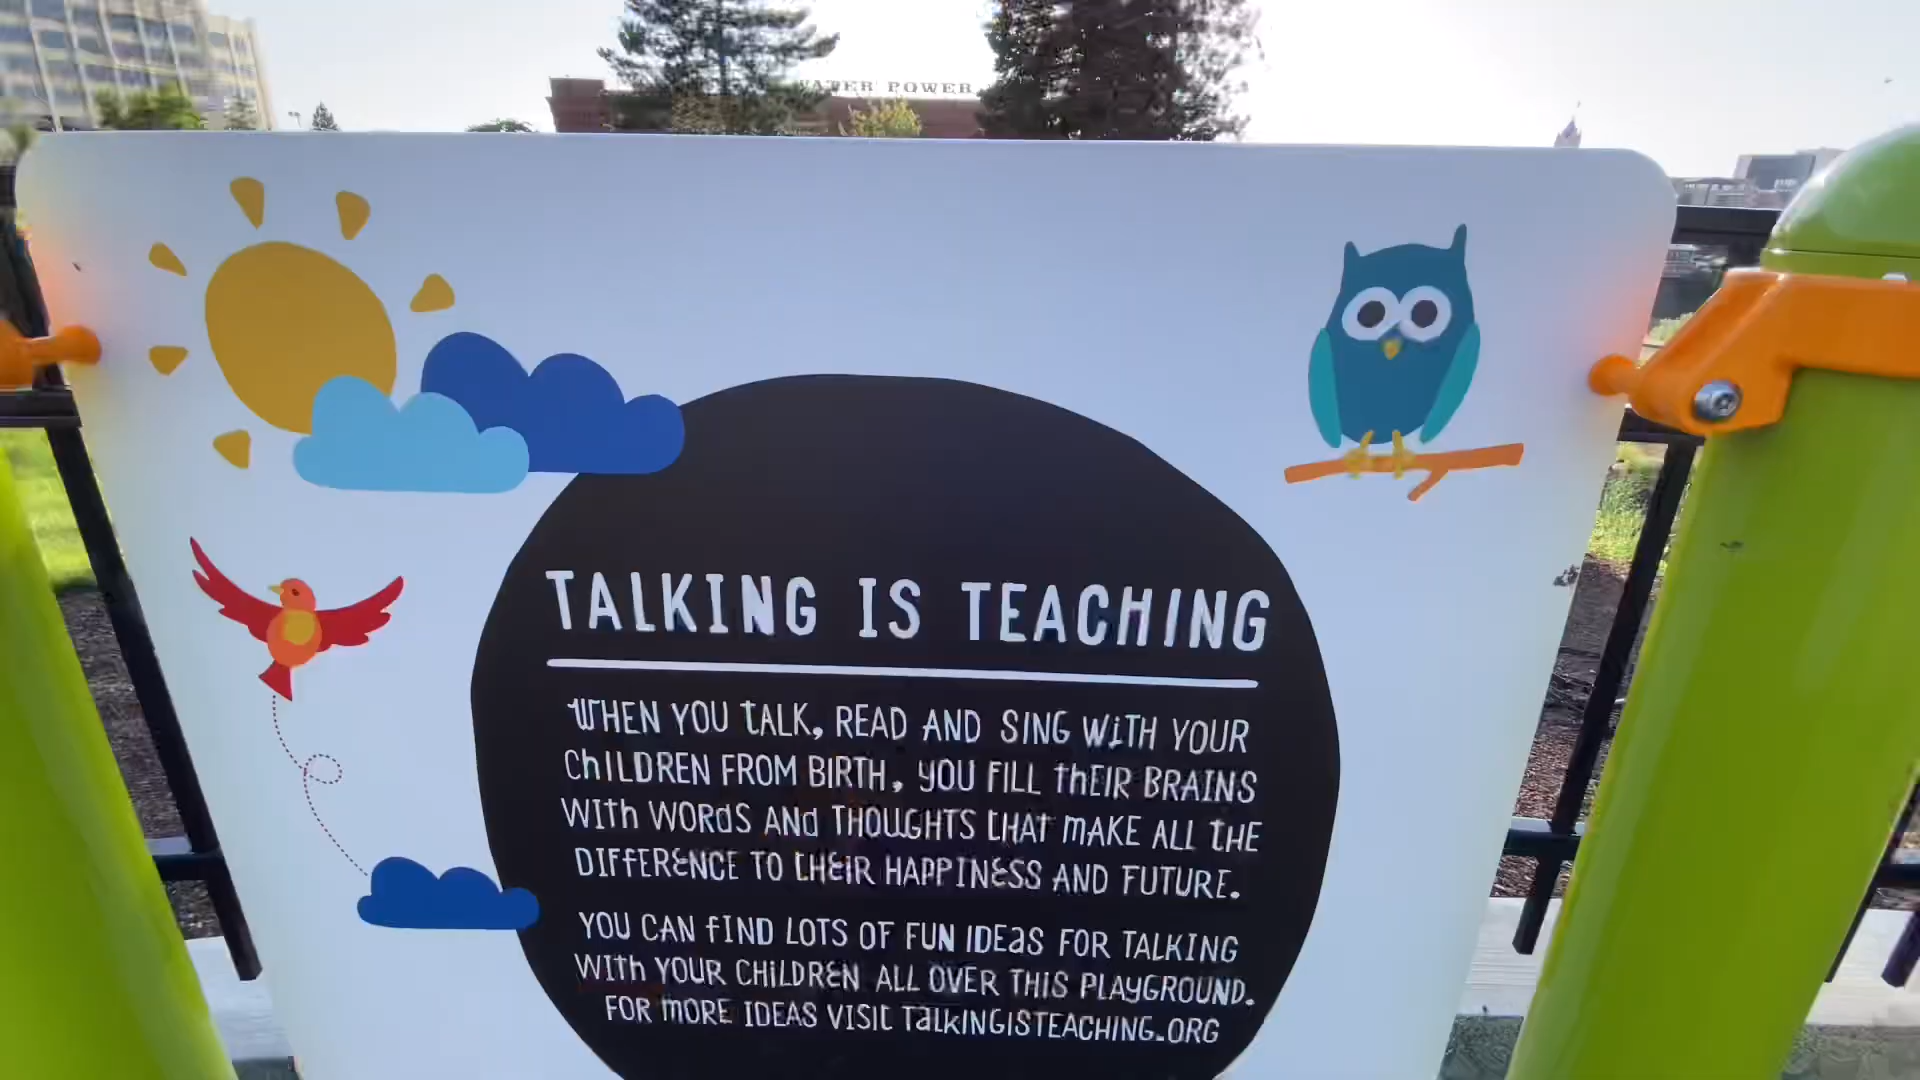 WATER POWER
TALKING IS TEACHING
WHEN YOU tALK, READ AND SING WiTH YOUR
ChILDREN FROM BIRTH, yOU FILL thEIR BRAINS
WITh WORdS ANd THOuGHTS tHAT mAKE ALL tHE
DIFfERENCE TO tHEIR HAPPINESS AND FUTURE.
YOU CAN fIND LOTS OF FUN IDEaS FOR TALKING
WITh YOUR CHiLDREN ALL OVER THIS PLAyGROUND.
FOR mORE IDEAS VISIt TaLKINGISTEACHING.ORG